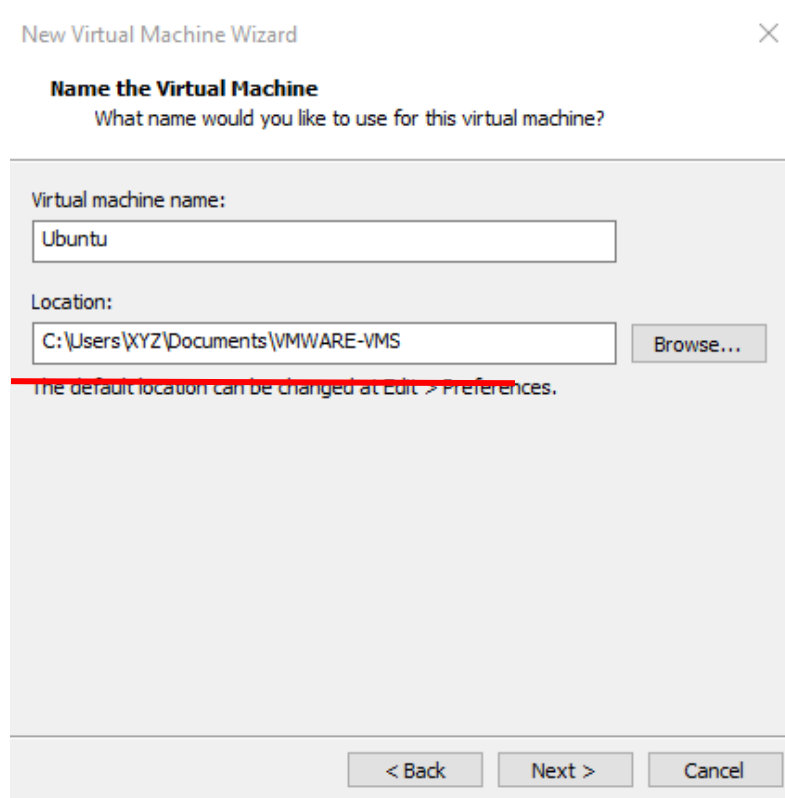 New Virtual Machine Wizard
Name the Virtual Machine
What name would you like to use for this virtual machine?
Virtual machine name:
Ubuntu
Location:
C:\Users\XYZ\Documents\VMWARE-VMS
Browse...
The default location can be changed at Edit > Preferences.
< Back
Next >
Cancel